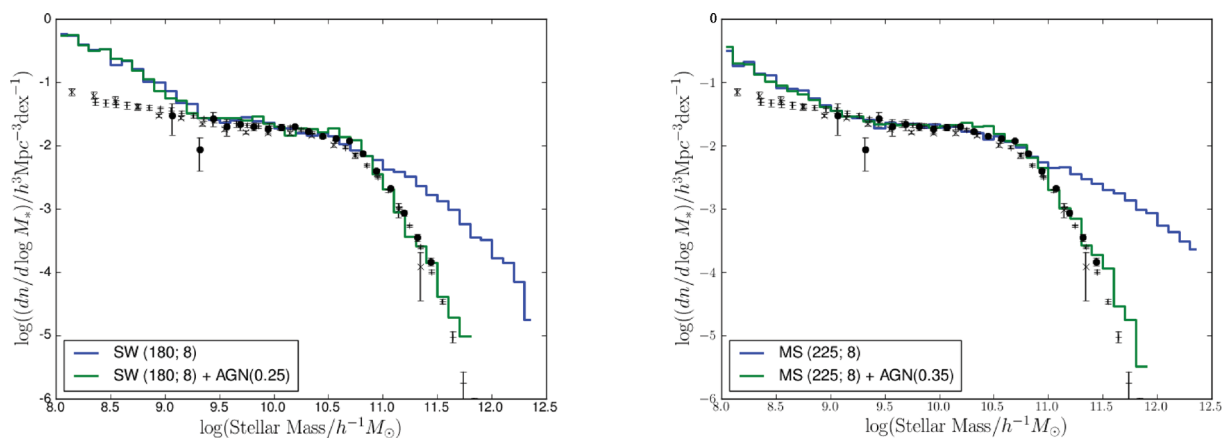 0
-1
-2
-3
-4
-5
-6
log((dn/d log M*)/h³Mpc⁻³dex⁻¹)
SW (180; 8)
SW (180; 8) + AGN(0.25)
8.0 8.5 9.0 9.5 10.0 10.5 11.0 11.5 12.0 12.5
log(Stellar Mass/h⁻¹M⊙)
0
−1
−2
−3
−4
−5
−6
log((dn/d log M*)/h³Mpc⁻³dex⁻¹)
MS (225; 8)
MS (225; 8) + AGN(0.35)
8.0 8.5 9.0 9.5 10.0 10.5 11.0 11.5 12.0 12.5
log(Stellar Mass/h⁻¹M⊙)